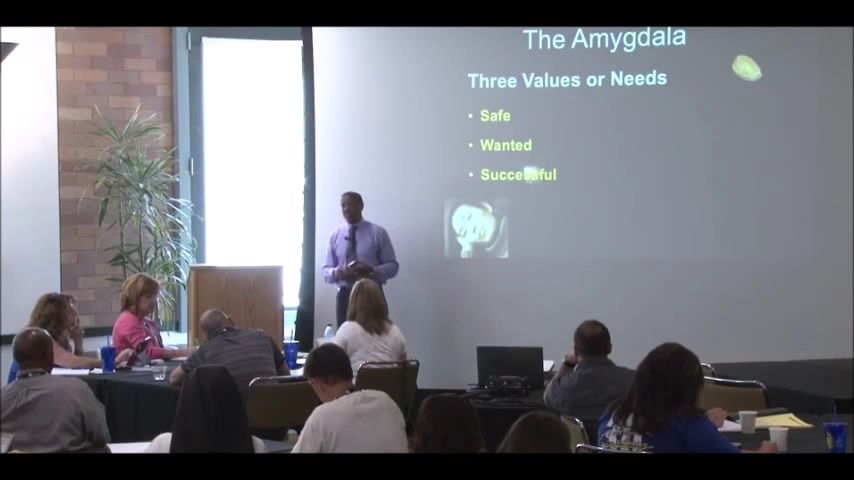 The Amygdala
Three Values or Needs
• Safe
• Wanted
• Successful